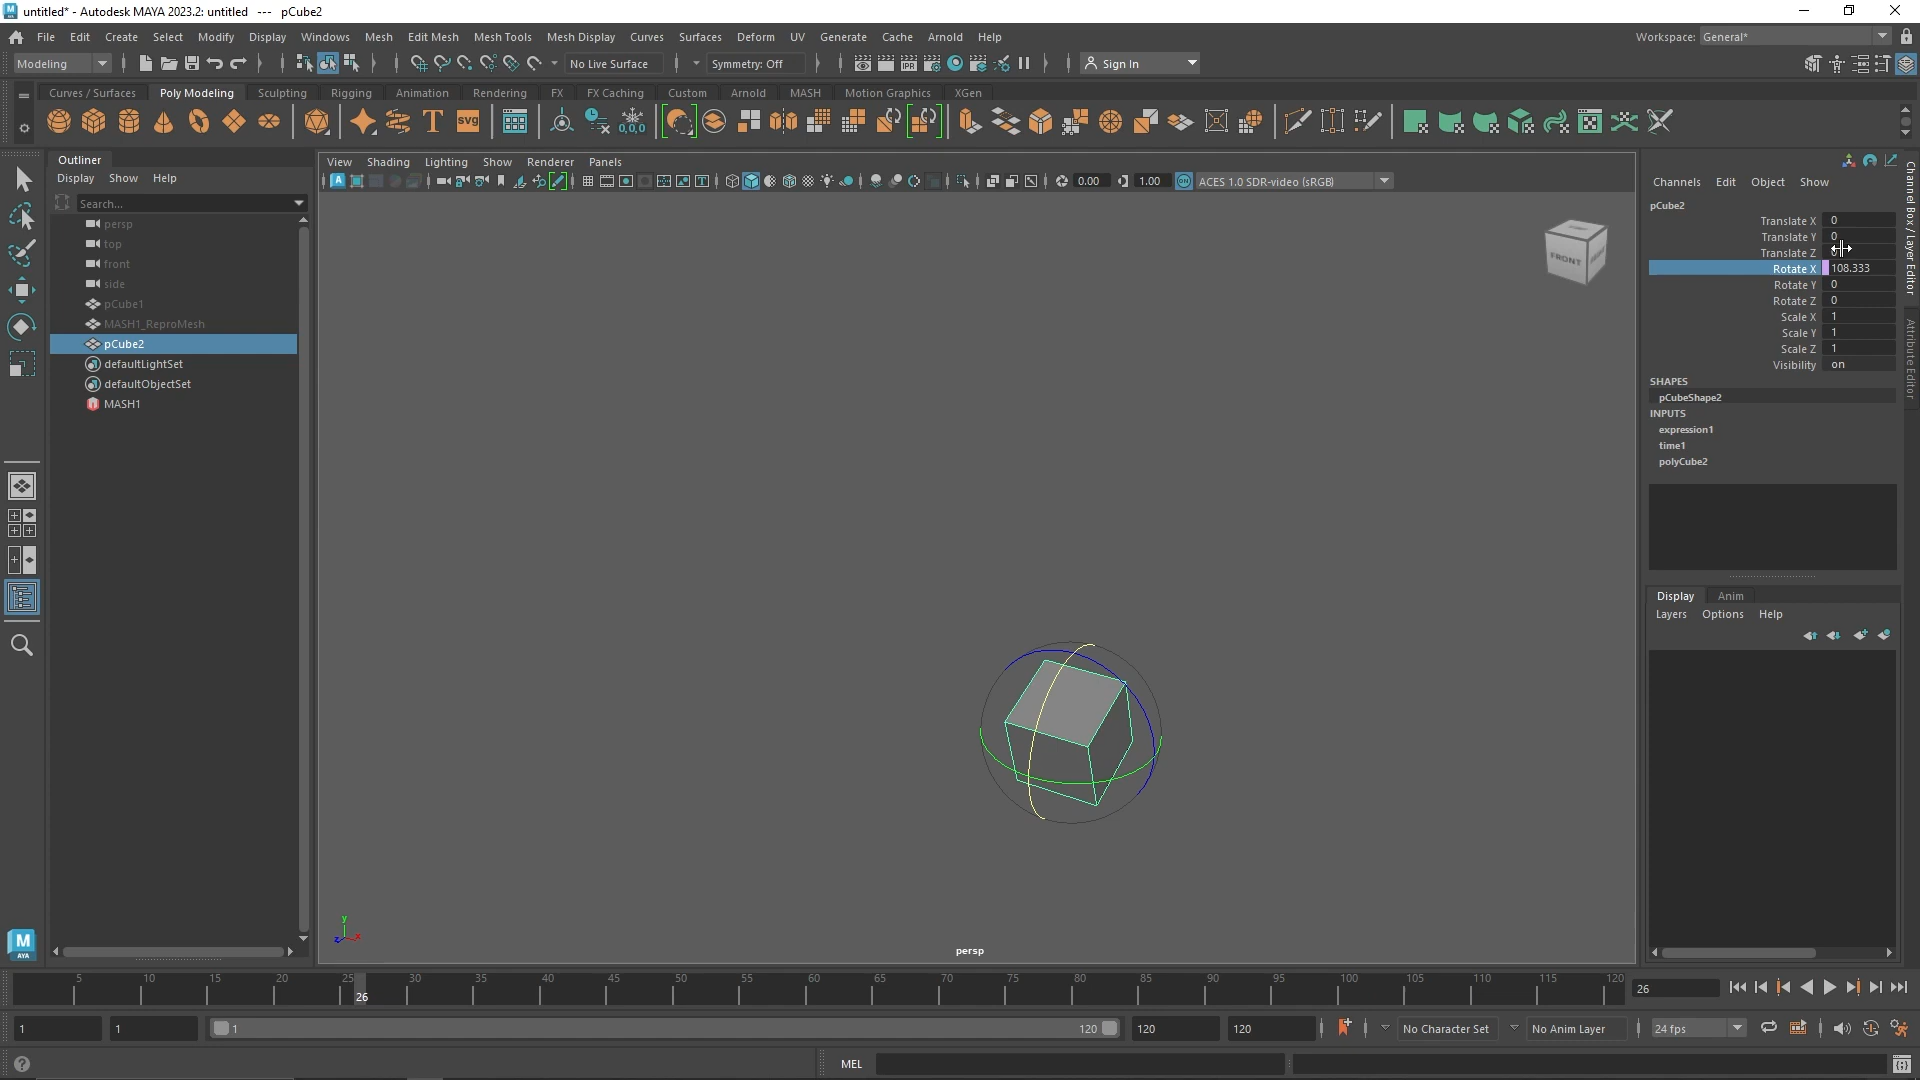 untitled* - Autodesk MAYA 2023.2: untitled --- pCube2
File Edit Create Select Modify Display Windows Mesh Edit Mesh Mesh Tools Mesh Display Curves Surfaces Deform UV Generate Cache Arnold Help
Workspace: General*
Modeling No Live Surface Symmetry: Off IPR Sign In
Curves / Surfaces Poly Modeling Sculpting Rigging Animation Rendering FX FX Caching Custom Arnold MASH Motion Graphics XGen
T SVG 0,0,0
Outliner
Display Show Help
Search...
persp
top
front
side
pCube1
MASH1_ReproMesh
pCube2
defaultLightSet
defaultObjectSet
MASH1
View Shading Lighting Show Renderer Panels
0.00 1.00 ON ACES 1.0 SDR-video (sRGB)
FRONT
y
z x
persp
Channels Edit Object Show
pCube2
Translate X 0
Translate Y 0
Translate Z 0
Rotate X 108.333
Rotate Y 0
Rotate Z 0
Scale X 1
Scale Y 1
Scale Z 1
Visibility on
SHAPES
pCubeShape2
INPUTS
expression1
time1
polyCube2
Display Anim
Layers Options Help
Channel Box / Layer Editor
Attribute Editor
M
AYA
5 10 15 20 25 30 35 40 45 50 55 60 65 70 75 80 85 90 95 100 105 110 115 120
26
26
1 1 1 120 120 120 No Character Set No Anim Layer 24 fps
MEL